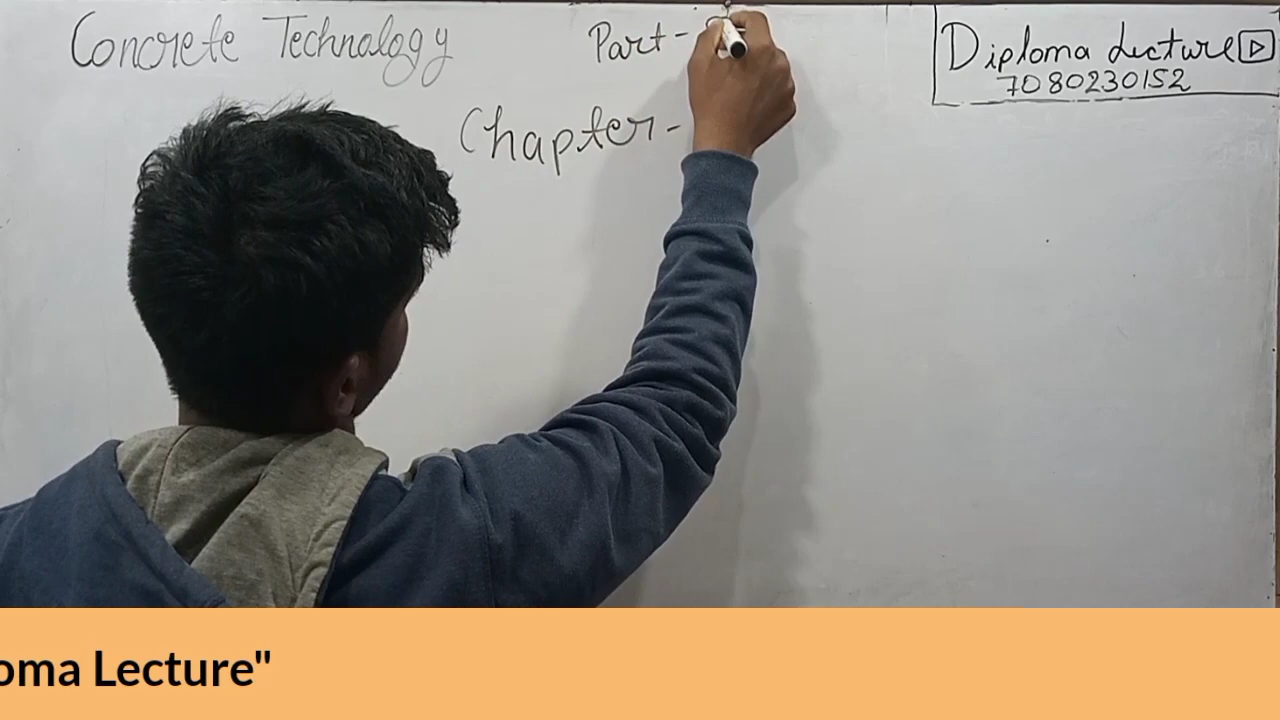 Concrete Technology Part-
Diploma Lecture
7080230152
Chapter-
oma Lecture"